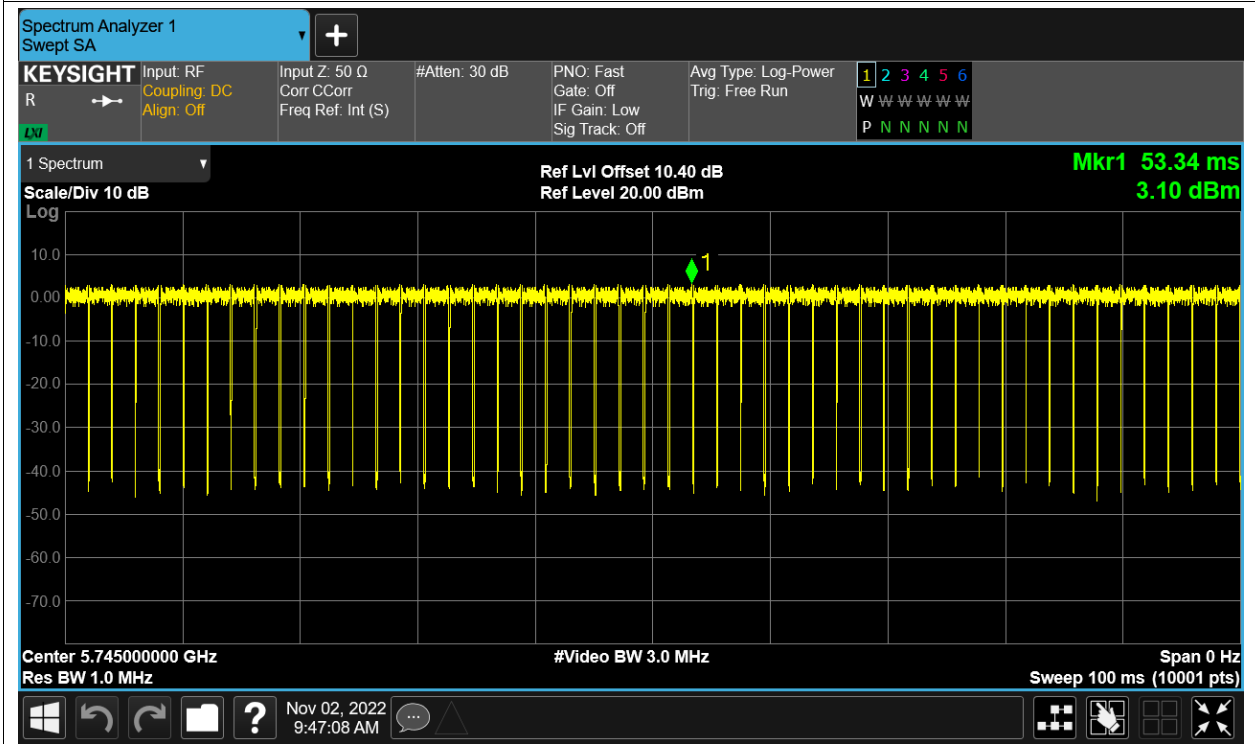 Spectrum Analyzer 1
Swept SA
+
KEYSIGHT
R
LXI
Input: RF
Coupling: DC
Align: Off
Input Z: 50 Ω
Corr CCorr
Freq Ref: Int (S)
#Atten: 30 dB
PNO: Fast
Gate: Off
IF Gain: Low
Sig Track: Off
Avg Type: Log-Power
Trig: Free Run
1 2 3 4 5 6
W W W W W W
P N N N N N
1 Spectrum
Scale/Div 10 dB
Ref Lvl Offset 10.40 dB
Ref Level 20.00 dBm
Mkr1 53.34 ms
3.10 dBm
Log
1
10.0
0.00
-10.0
-20.0
-30.0
-40.0
-50.0
-60.0
-70.0
Center 5.745000000 GHz
#Video BW 3.0 MHz
Span 0 Hz
Res BW 1.0 MHz
Sweep 100 ms (10001 pts)
?
Nov 02, 2022
9:47:08 AM